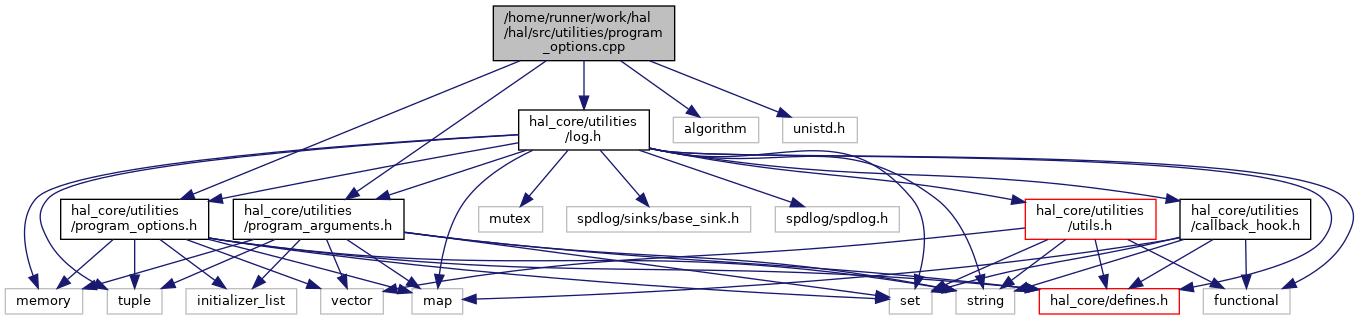 /home/runner/work/hal
/hal/src/utilities/program
_options.cpp
hal_core/utilities
/log.h
algorithm
unistd.h
hal_core/utilities
/program_options.h
hal_core/utilities
/program_arguments.h
mutex
spdlog/sinks/base_sink.h
spdlog/spdlog.h
hal_core/utilities
/utils.h
hal_core/utilities
/callback_hook.h
memory
tuple
initializer_list
vector
map
set
string
hal_core/defines.h
functional